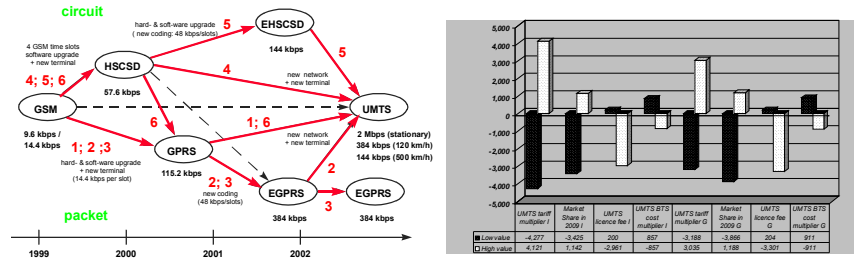 circuit
hard- & soft-ware upgrade
( new coding: 48 kbps/slots)
5
EHSCSD
144 kbps
5
4 GSM time slots
software upgrade
+ new terminal
HSCSD
57.6 kbps
4; 5; 6
4
new network
+ new terminal
GSM
UMTS
9.6 kbps /
14.4 kbps
6
1; 6
2 Mbps (stationary)
384 kbps (120 km/h)
144 kbps (500 km/h)
new network
+ new terminal
1; 2 ;3
GPRS
115.2 kbps
hard- & soft-ware upgrade
+ new terminal
(14.4 kbps per slot)
2
2; 3
new coding
(48 kbps/slots)
EGPRS
384 kbps
3
EGPRS
384 kbps
packet
1999
2000
2001
2002
5,000
4,000
3,000
2,000
1,000
0
-1,000
-2,000
-3,000
-4,000
-5,000
UMTS tariff multiplier I
Market Share in 2009 I
UMTS licence fee I
UMTS BTS cost multiplier I
UMTS tariff multiplier G
Market Share in 2009 G
UMTS licence fee G
UMTS BTS cost multiplier G
Low value -4,277 -3,425 200 857 -3,188 -3,866 204 911
High value 4,121 1,142 -2,961 -857 3,035 1,188 -3,301 -911